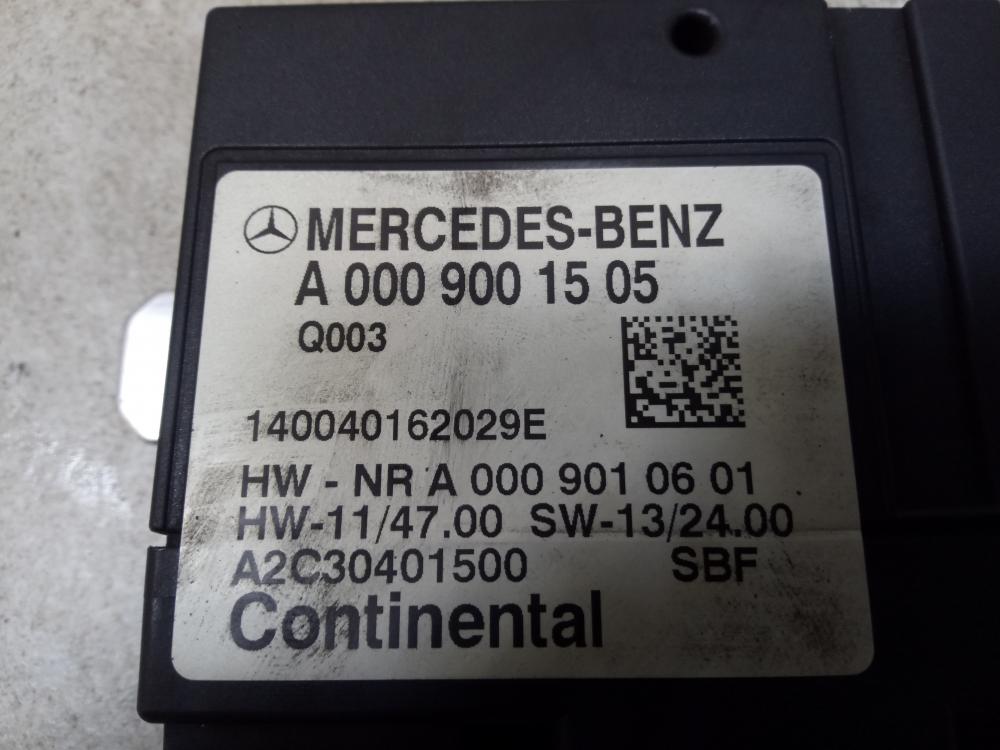 MERCEDES-BENZ
A 000 900 15 05
Q003
140040162029E
HW - NR A 000 901 06 01
HW-11/47.00 SW-13/24.00
A2C30401500 SBF
Continental